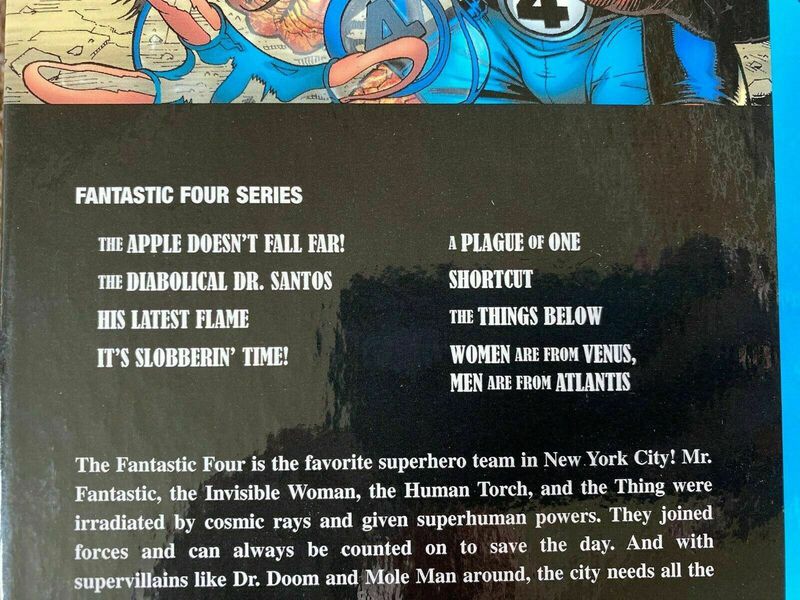 4
4
FANTASTIC FOUR SERIES
THE APPLE DOESN'T FALL FAR!
THE DIABOLICAL DR. SANTOS
HIS LATEST FLAME
IT'S SLOBBERIN' TIME!
A PLAGUE OF ONE
SHORTCUT
THE THINGS BELOW
WOMEN ARE FROM VENUS,
MEN ARE FROM ATLANTIS
The Fantastic Four is the favorite superhero team in New York City! Mr.
Fantastic, the Invisible Woman, the Human Torch, and the Thing were
irradiated by cosmic rays and given superhuman powers. They joined
forces and can always be counted on to save the day. And with
supervillains like Dr. Doom and Mole Man around, the city needs all the